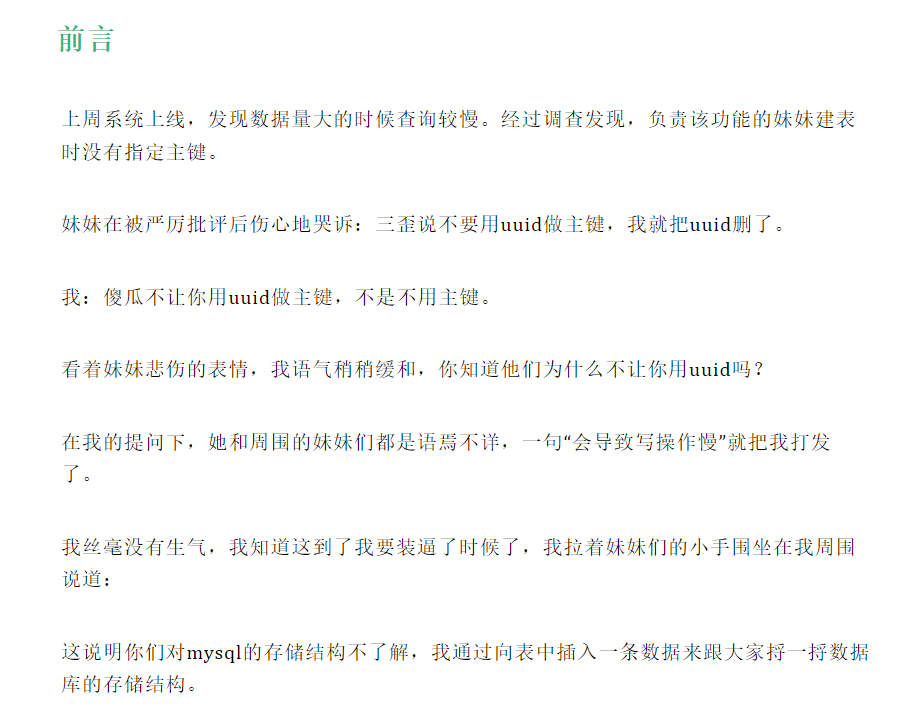 前言
上周系统上线，发现数据量大的时候查询较慢。经过调查发现，负责该功能的妹妹建表
时没有指定主键。
妹妹在被严厉批评后伤心地哭诉：三歪说不要用uuid做主键，我就把uuid删了。
我：傻瓜不让你用uuid做主键，不是不用主键。
看着妹妹悲伤的表情，我语气稍稍缓和，你知道他们为什么不让你用uuid吗？
在我的提问下，她和周围的妹妹们都是语焉不详，一句“会导致写操作慢”就把我打发
了。
我丝毫没有生气，我知道这到了我要装逼了时候了，我拉着妹妹们的小手围坐在我周围
说道：
这说明你们对mysql的存储结构不了解，我通过向表中插入一条数据来跟大家捋一捋数据
库的存储结构。